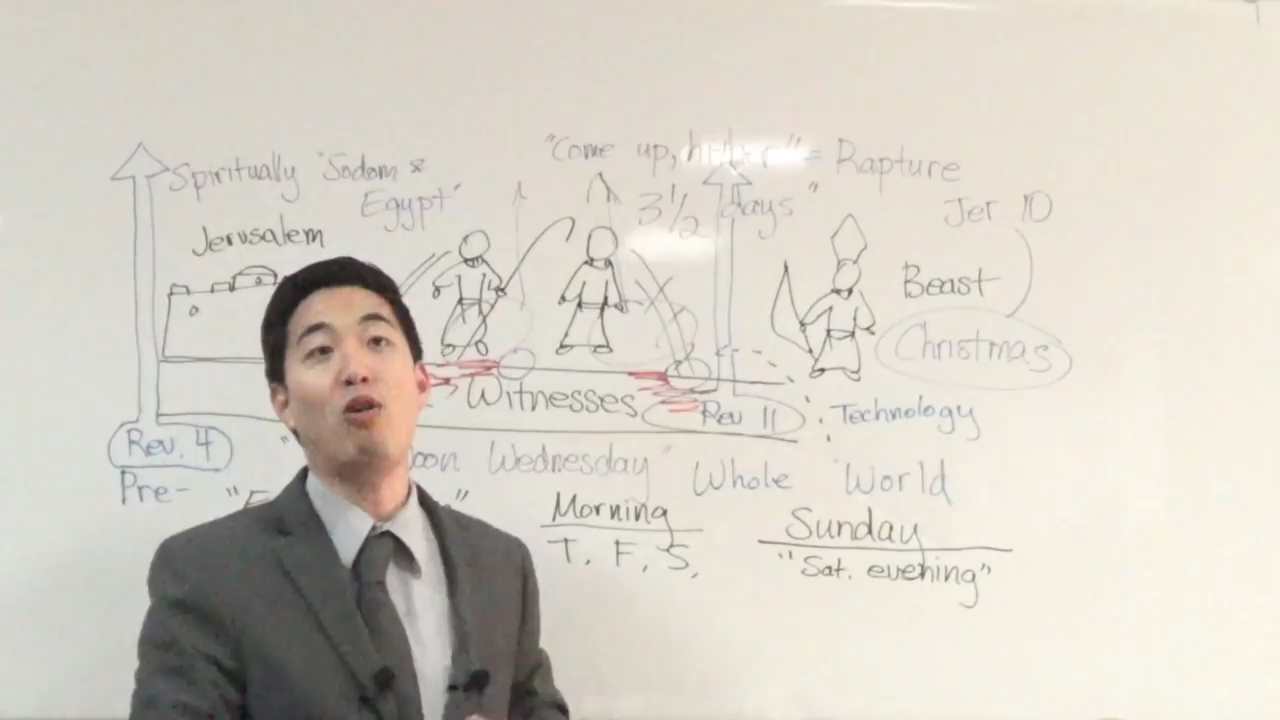 "Come up, hither" = Rapture
Spiritually 'Sodom &
Egypt'
3½ days"
Jer 10
Jerusalem
Beast
Christmas
Witnesses
Rev 11
: Technology
Rev. 4
Wednesday" Whole World
Pre-
Morning
Sunday
T, F, S,
"Sat. evening"